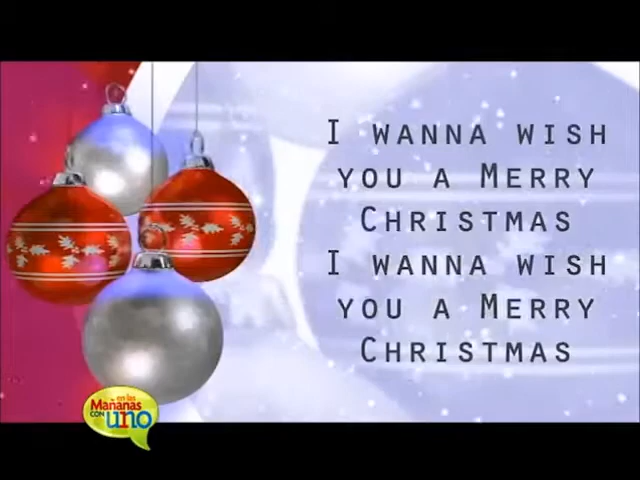 I WANNA WISH
YOU A MERRY
CHRISTMAS
I WANNA WISH
YOU A MERRY
CHRISTMAS
en las
Mañanas
CON
uno